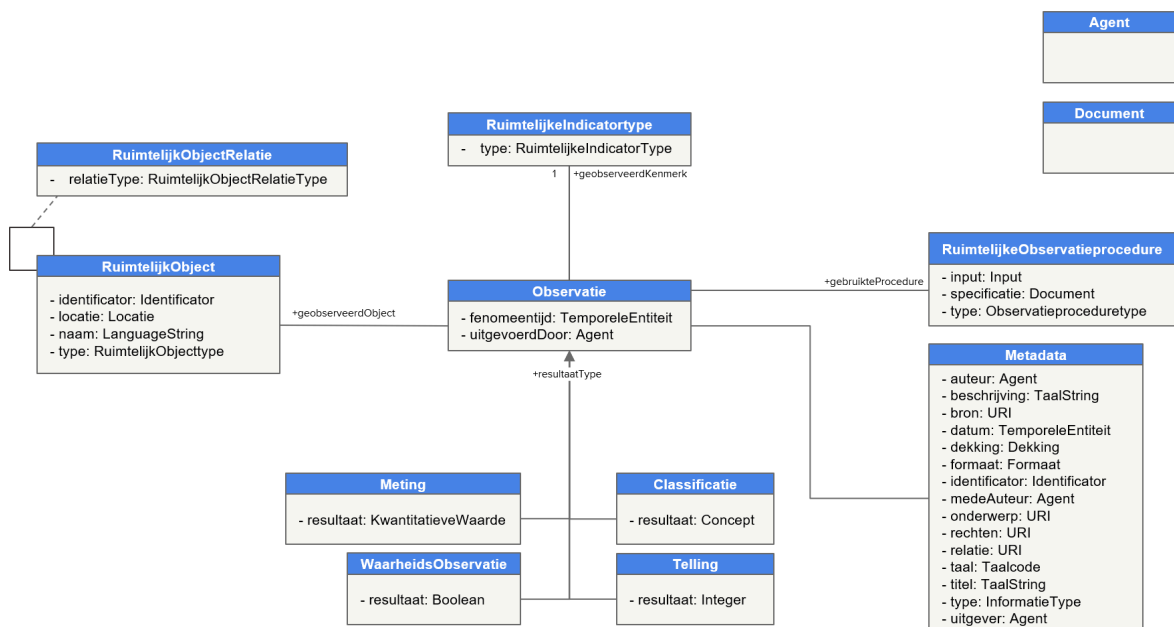 Agent
Document
RuimtelijkeIndicatortype
- type: RuimtelijkeIndicatorType
1 +geobserveerdKenmerk
RuimtelijkObjectRelatie
- relatieType: RuimtelijkObjectRelatieType
RuimtelijkObject
- identificator: Identificator
- locatie: Locatie
- naam: LanguageString
- type: RuimtelijkObjecttype
+geobserveerdObject
Observatie
- fenomeentijd: TemporeleEntiteit
- uitgevoerdDoor: Agent
+gebruikteProcedure
RuimtelijkeObservatieprocedure
- input: Input
- specificatie: Document
- type: Observatieproceduretype
+resultaatType
Metadata
- auteur: Agent
- beschrijving: TaalString
- bron: URI
- datum: TemporeleEntiteit
- dekking: Dekking
- formaat: Formaat
- identificator: Identificator
- medeAuteur: Agent
- onderwerp: URI
- rechten: URI
- relatie: URI
- taal: Taalcode
- titel: TaalString
- type: InformatieType
- uitgever: Agent
Meting
- resultaat: KwantitatieveWaarde
Classificatie
- resultaat: Concept
WaarheidsObservatie
- resultaat: Boolean
Telling
- resultaat: Integer